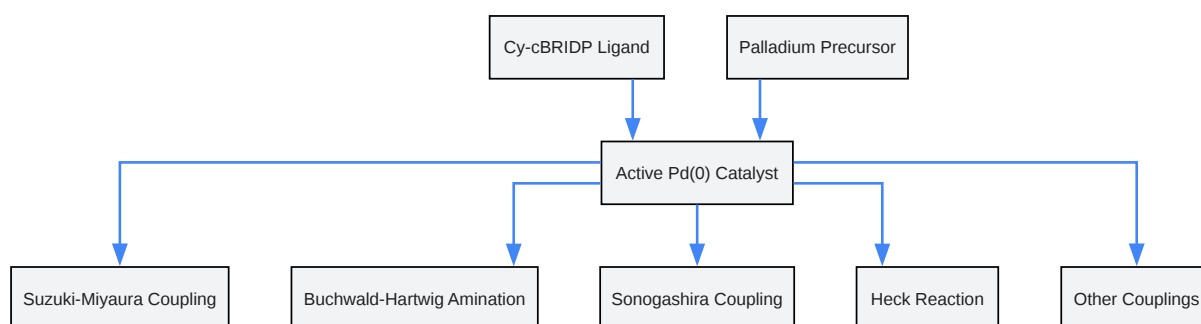 Cy-cBRIDP Ligand
Palladium Precursor
Active Pd(0) Catalyst
Suzuki-Miyaura Coupling
Buchwald-Hartwig Amination
Sonogashira Coupling
Heck Reaction
Other Couplings